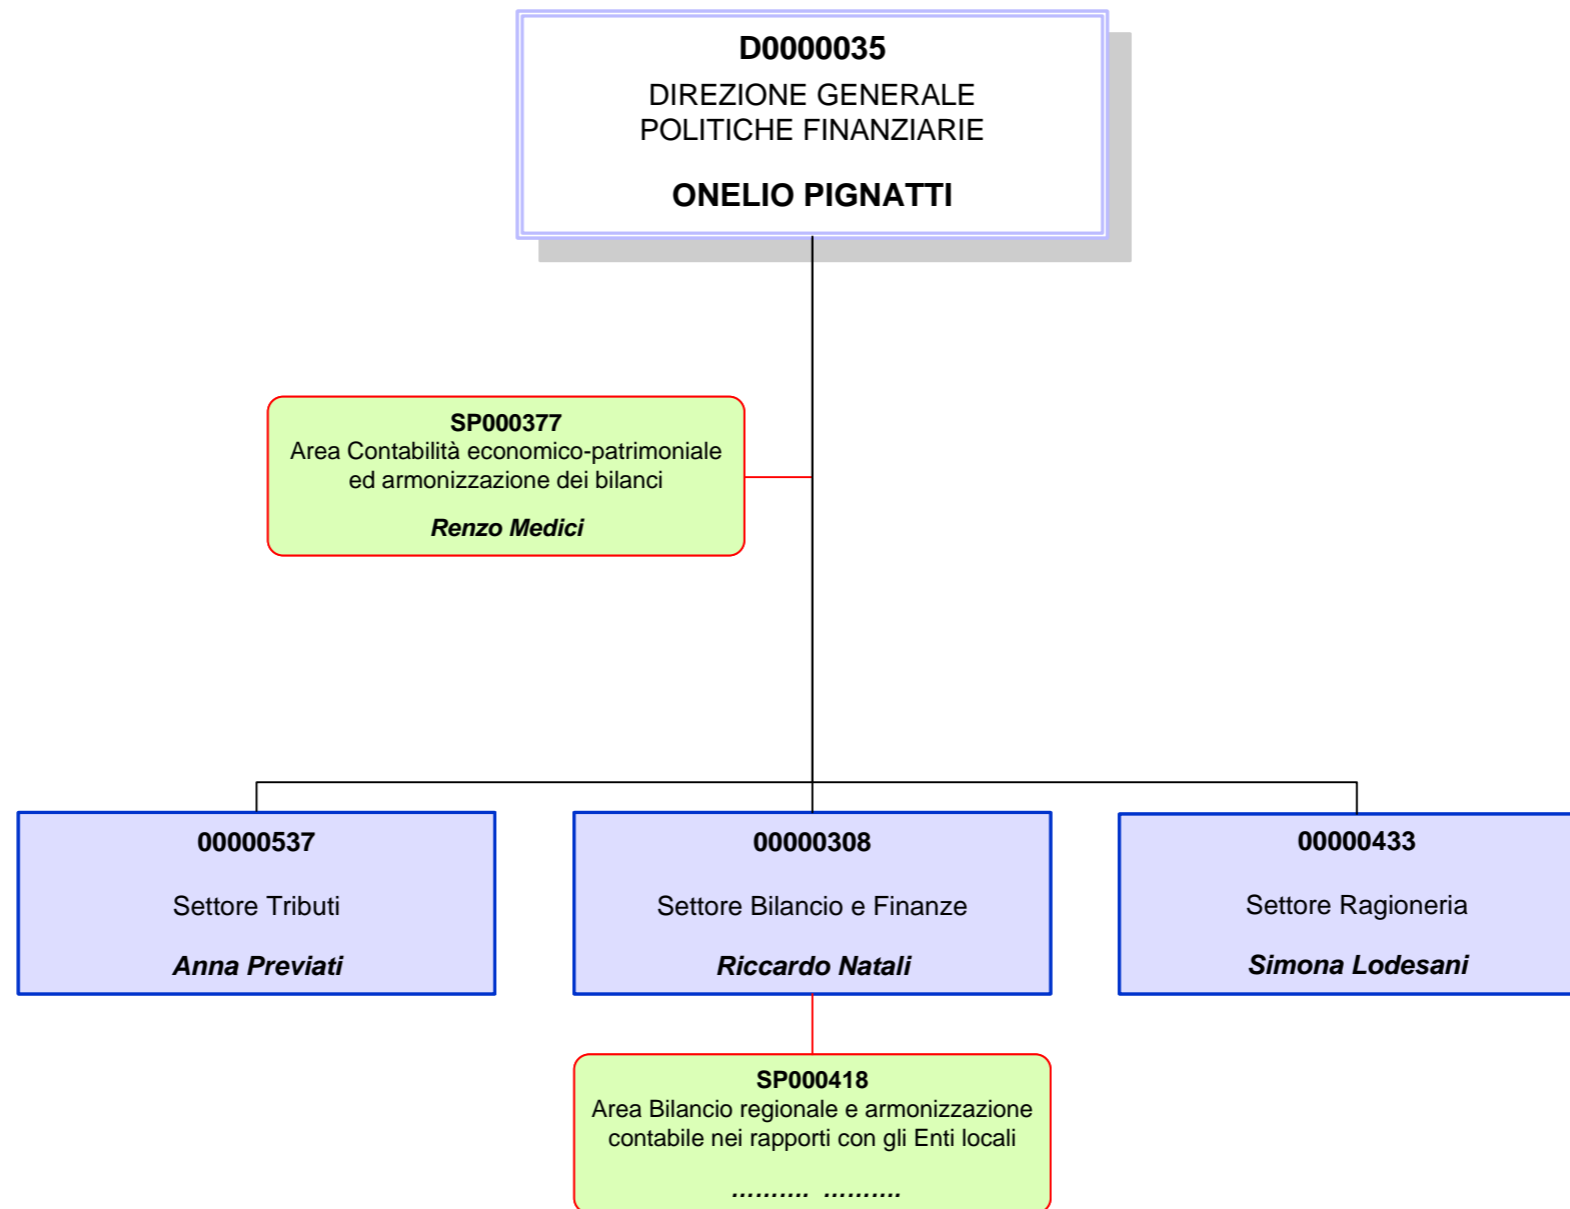 D0000035
DIREZIONE GENERALE
POLITICHE FINANZIARIE
ONELIO PIGNATTI
SP000377
Area Contabilità economico-patrimoniale
ed armonizzazione dei bilanci
Renzo Medici
00000537
Settore Tributi
Anna Previati
00000308
Settore Bilancio e Finanze
Riccardo Natali
00000433
Settore Ragioneria
Simona Lodesani
SP000418
Area Bilancio regionale e armonizzazione
contabile nei rapporti con gli Enti locali
.......... ..........